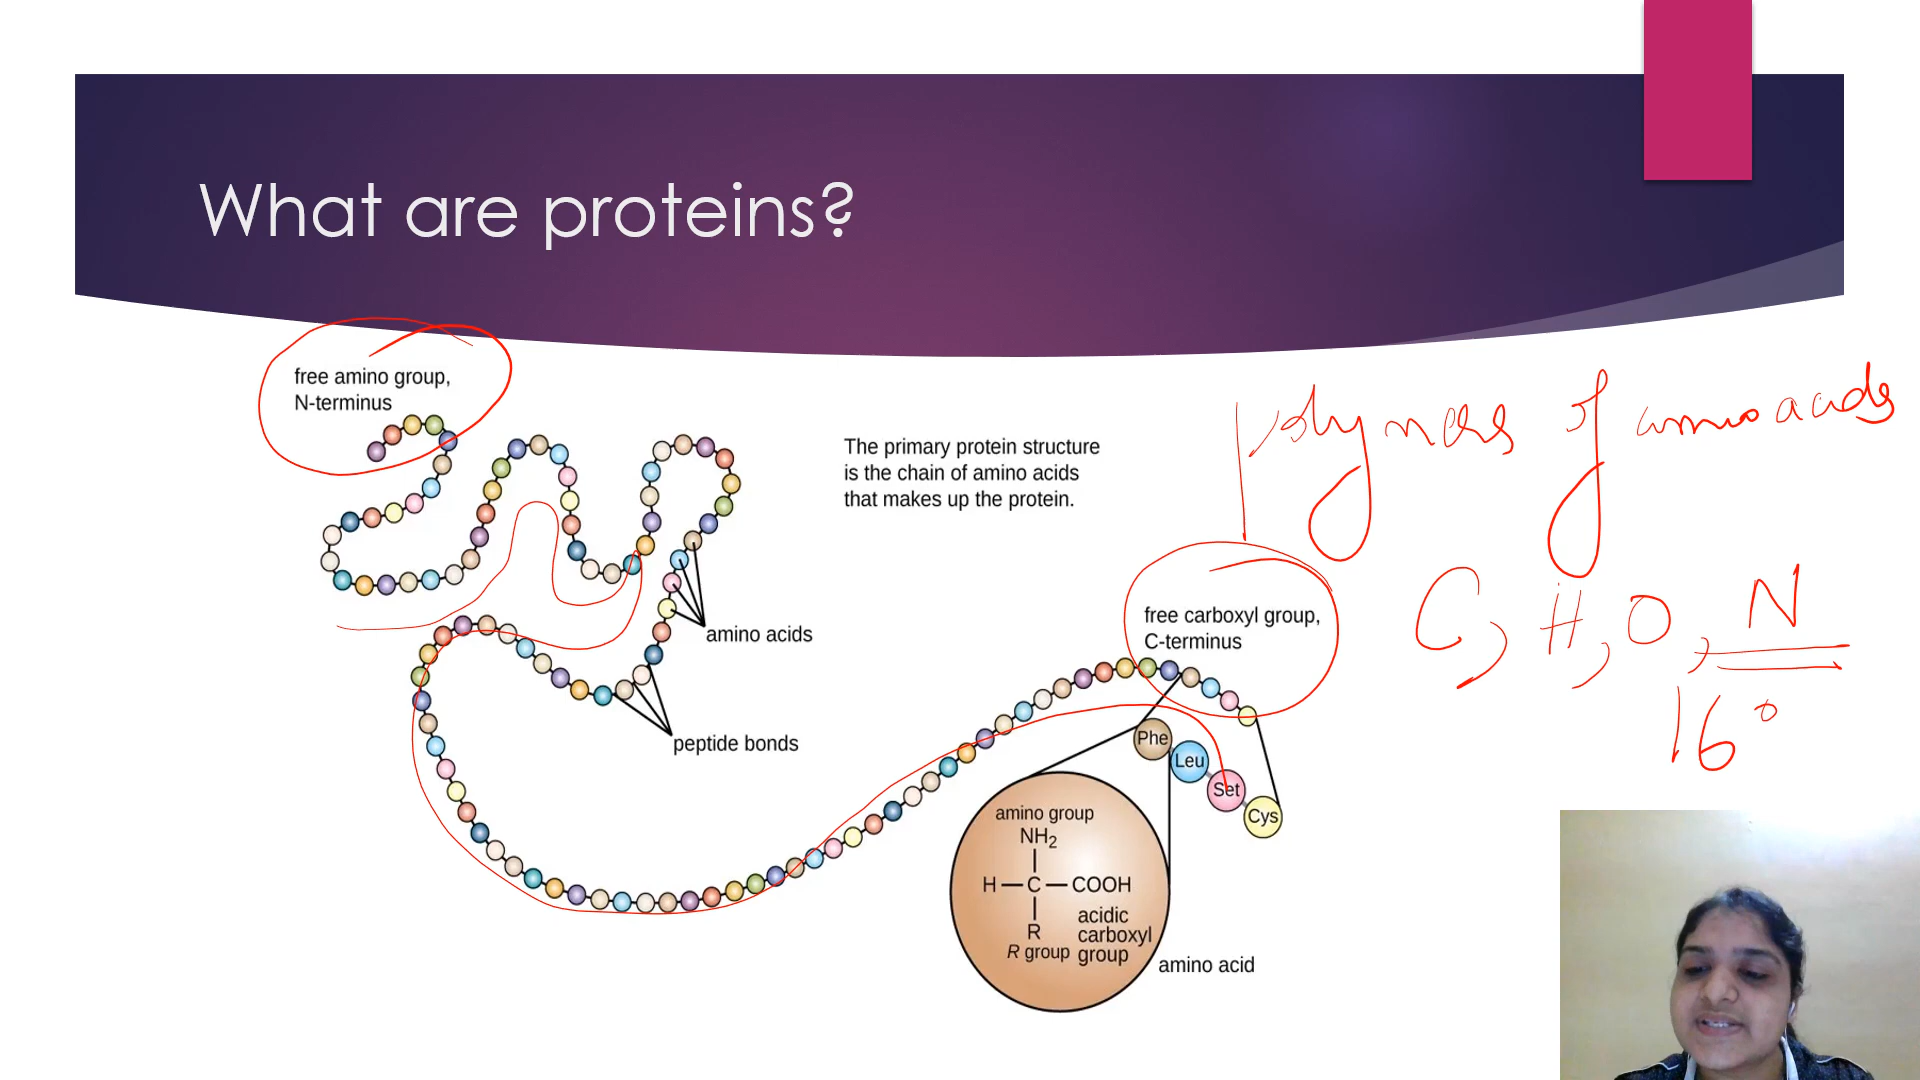 What are proteins?
free amino group,
N-terminus
The primary protein structure
is the chain of amino acids
that makes up the protein.
polymers of amino acids
amino acids
peptide bonds
free carboxyl group,
C-terminus
C, H, O, N
16
Phe
Leu
Set
Cys
amino group
NH₂
H—C—COOH
R
R group
acidic
carboxyl
group
amino acid